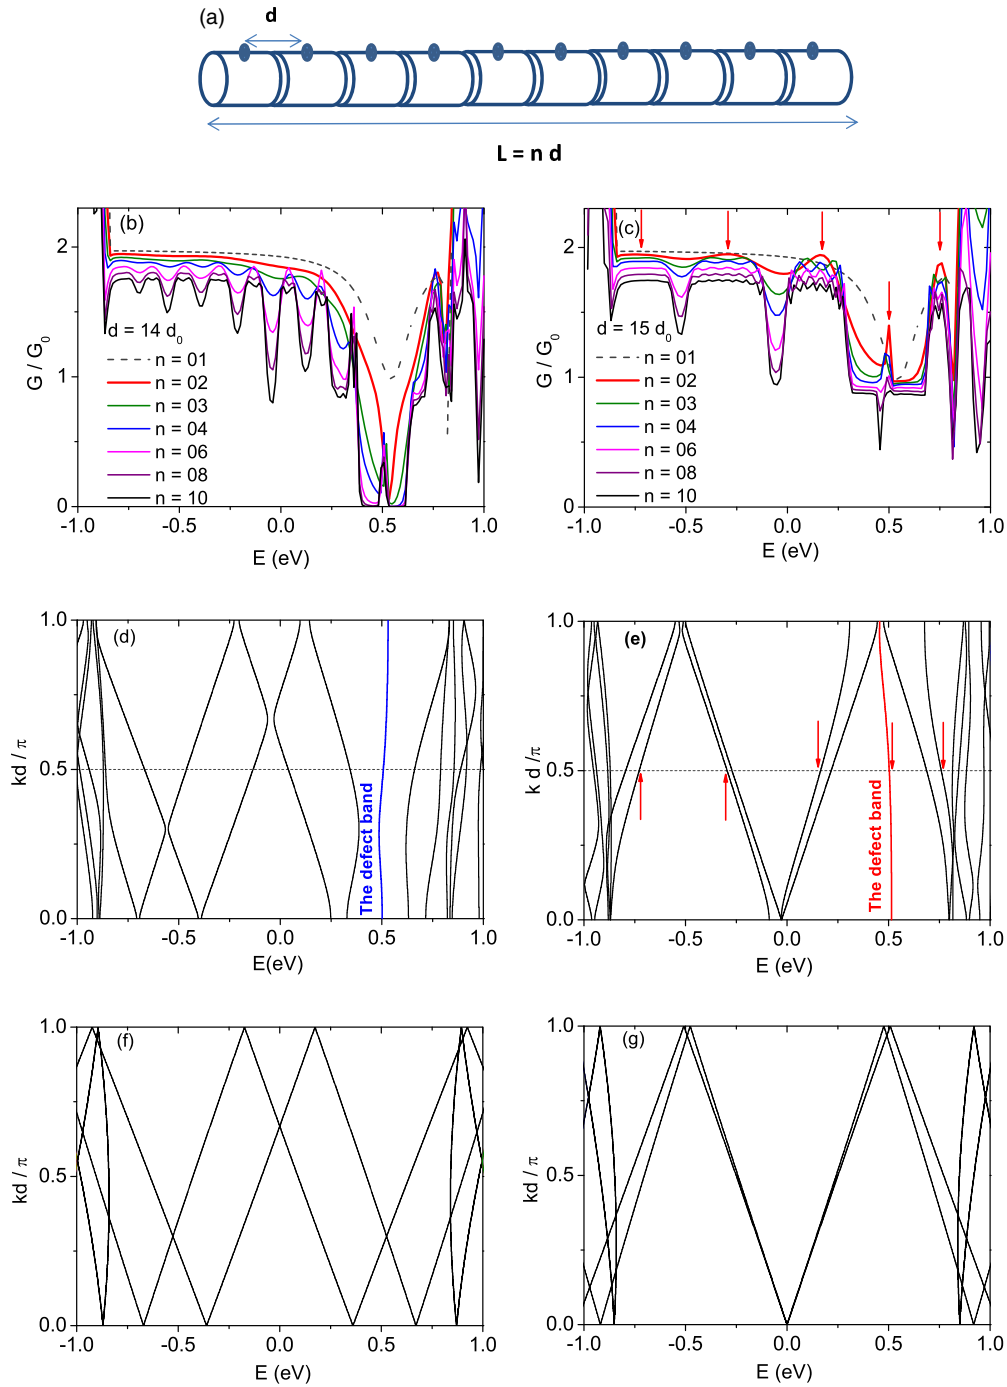 (a)
d
L = n d
(b)
2
1
0
G / G0
d = 14 d0
n = 01
n = 02
n = 03
n = 04
n = 06
n = 08
n = 10
-1.0 -0.5 0.0 0.5 1.0
E (eV)
(c)
2
1
0
G / G0
d = 15 d0
n = 01
n = 02
n = 03
n = 04
n = 06
n = 08
n = 10
-1.0 -0.5 0.0 0.5 1.0
E (eV)
(d)
1.0
0.5
0.0
kd / π
The defect band
-1.0 -0.5 0.0 0.5 1.0
E(eV)
(e)
1.0
0.5
0.0
k d / π
The defect band
-1.0 -0.5 0.0 0.5 1.0
E (eV)
(f)
1.0
0.5
0.0
kd / π
-1.0 -0.5 0.0 0.5 1.0
E (eV)
(g)
1.0
0.5
0.0
kd / π
-1.0 -0.5 0.0 0.5 1.0
E (eV)